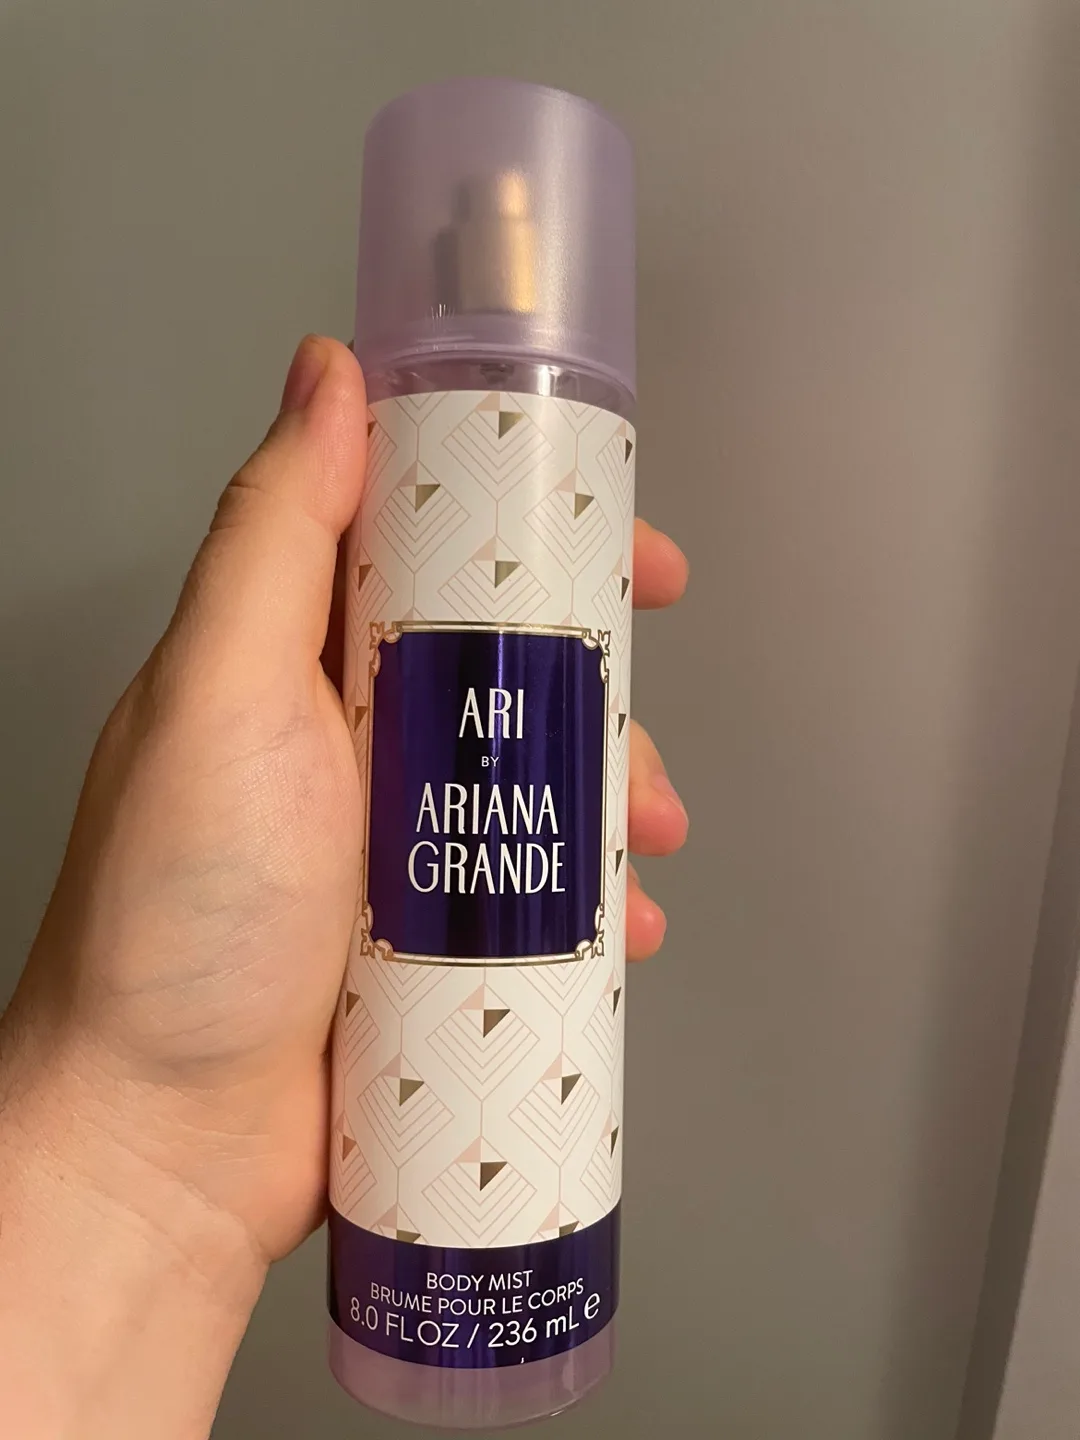 ARI
BY
ARIANA
GRANDE
BODY MIST
BRUME POUR LE CORPS
8.0 FL OZ / 236 mL ℮